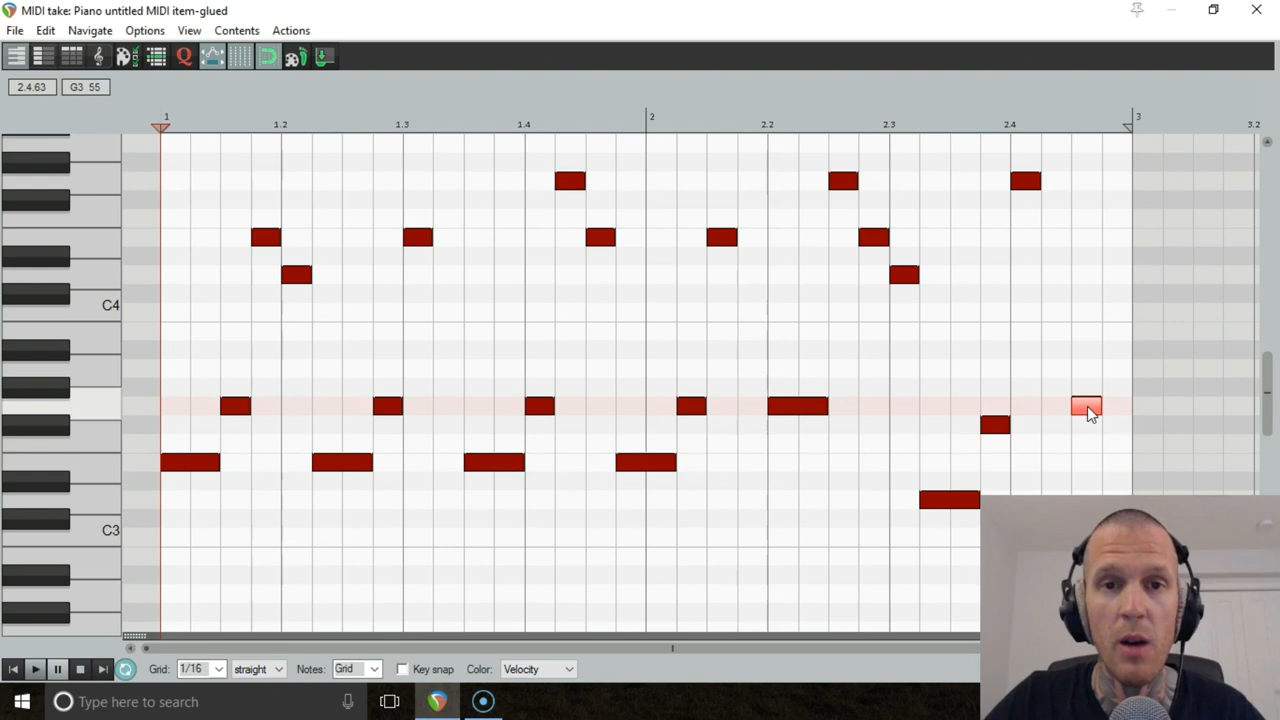 MIDI take: Piano untitled MIDI item-glued
File Edit Navigate Options View Contents Actions
Q
2.4.63 G3 55
1 2 3
1.2 1.3 1.4 2.2 2.3 2.4 3.2
C4
C3
Grid: 1/16 straight Notes: Grid Key snap Color: Velocity
Type here to search